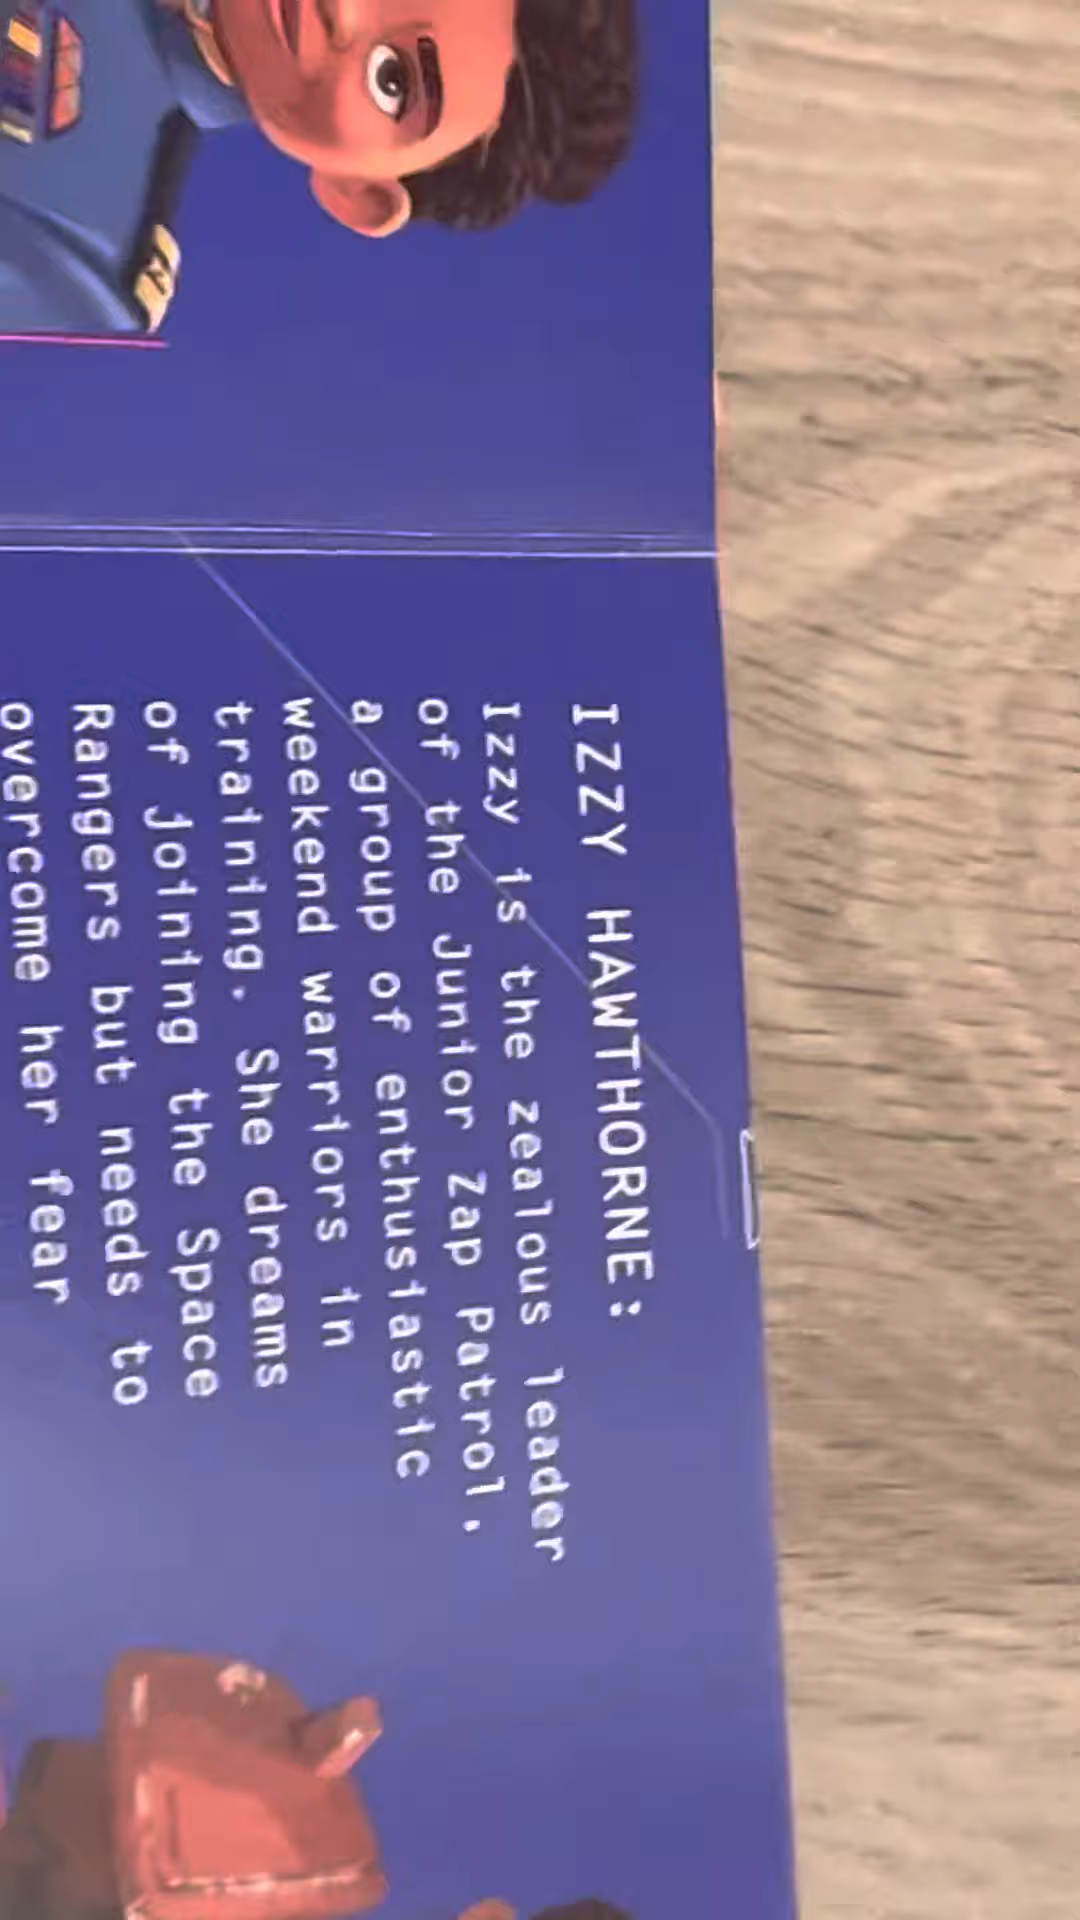 IZZY HAWTHORNE:
Izzy is the zealous leader
of the Junior Zap Patrol,
a group of enthusiastic
weekend warriors in
training. She dreams
of joining the Space
Rangers but needs to
overcome her fear